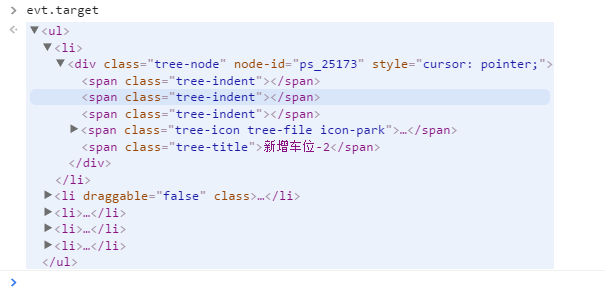 > evt.target
<ul>
<li>
<div class="tree-node" node-id="ps_25173" style="cursor: pointer;">
<span class="tree-indent"></span>
<span class="tree-indent"></span>
<span class="tree-indent"></span>
<span class="tree-icon tree-file icon-park">…</span>
<span class="tree-title">新增车位-2</span>
</div>
</li>
<li draggable="false" class>…</li>
<li>…</li>
<li>…</li>
<li>…</li>
</ul>
>